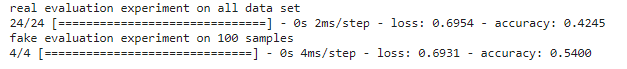 real evaluation experiment on all data set
24/24 [==============================] - 0s 2ms/step - loss: 0.6954 - accuracy: 0.4245
fake evaluation experiment on 100 samples
4/4 [==============================] - 0s 4ms/step - loss: 0.6931 - accuracy: 0.5400